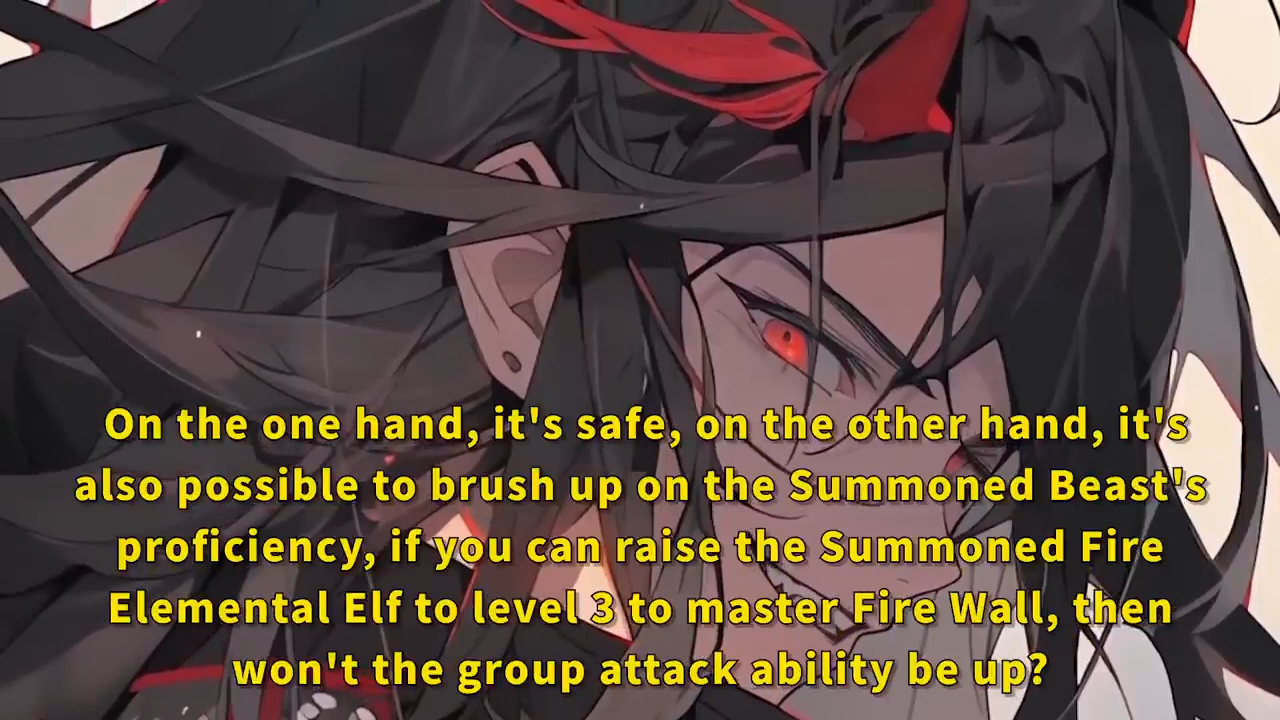 On the one hand, it's safe, on the other hand, it's
also possible to brush up on the Summoned Beast's
proficiency, if you can raise the Summoned Fire
Elemental Elf to level 3 to master Fire Wall, then
won't the group attack ability be up?